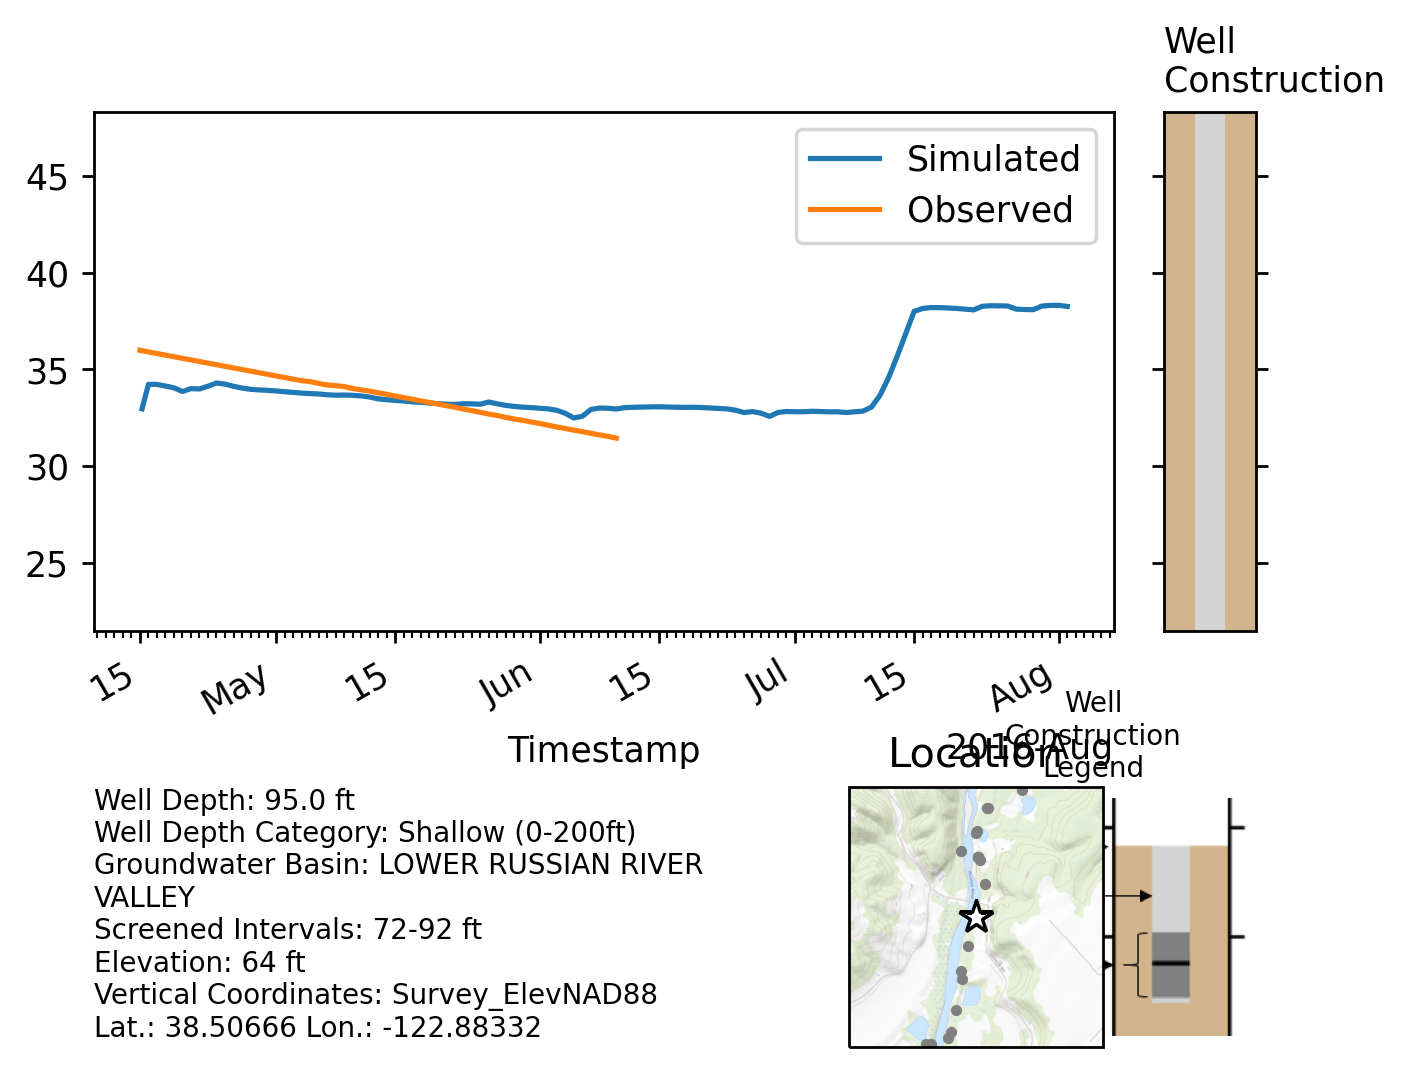 Well
Construction
Simulated
Observed
45
40
35
30
25
15
May
15
Jun
15
Jul
15
Aug
Timestamp
2016-Aug
Location
Well
Construction
Legend
Well Depth: 95.0 ft
Well Depth Category: Shallow (0-200ft)
Groundwater Basin: LOWER RUSSIAN RIVER
VALLEY
Screened Intervals: 72-92 ft
Elevation: 64 ft
Vertical Coordinates: Survey_ElevNAD88
Lat.: 38.50666 Lon.: -122.88332